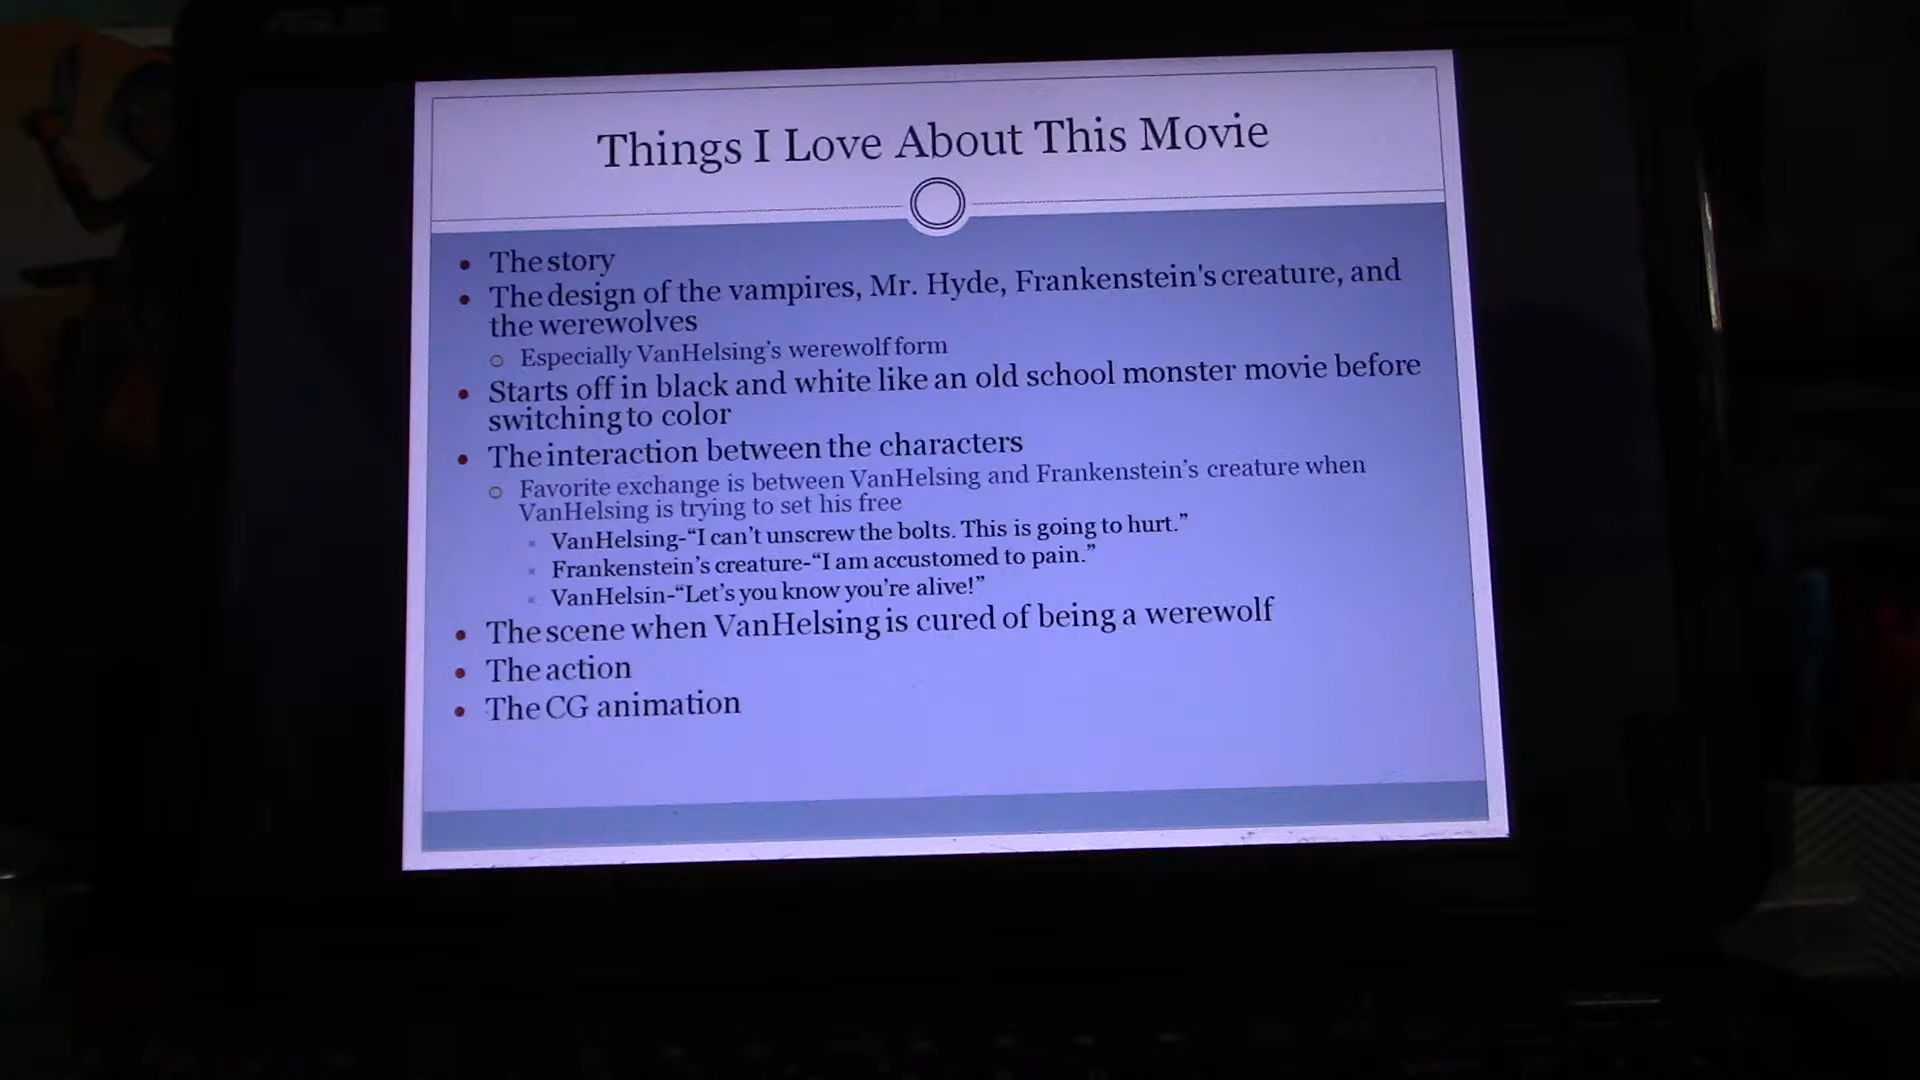 ASUS
Things I Love About This Movie
• The story
• The design of the vampires, Mr. Hyde, Frankenstein's creature, and
the werewolves
○ Especially VanHelsing's werewolf form
• Starts off in black and white like an old school monster movie before
switching to color
• The interaction between the characters
○ Favorite exchange is between VanHelsing and Frankenstein's creature when
VanHelsing is trying to set his free
▪ VanHelsing-“I can't unscrew the bolts. This is going to hurt.”
▪ Frankenstein's creature-“I am accustomed to pain.”
▪ VanHelsin-“Let's you know you're alive!”
• The scene when VanHelsing is cured of being a werewolf
• The action
• The CG animation